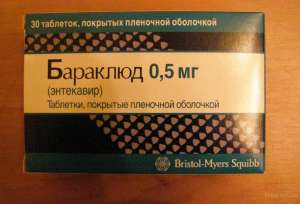 30 таблеток, покрытых пленочной оболочкой
Бараклюд 0,5 мг
(энтекавир)
Таблетки, покрытые пленочной оболочкой
Bristol-Myers Squibb